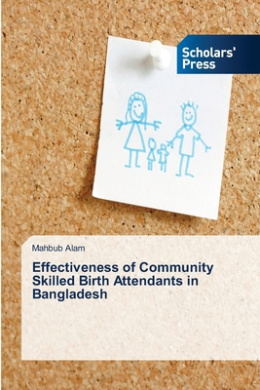 Scholars'
Press
Mahbub Alam
Effectiveness of Community
Skilled Birth Attendants in
Bangladesh